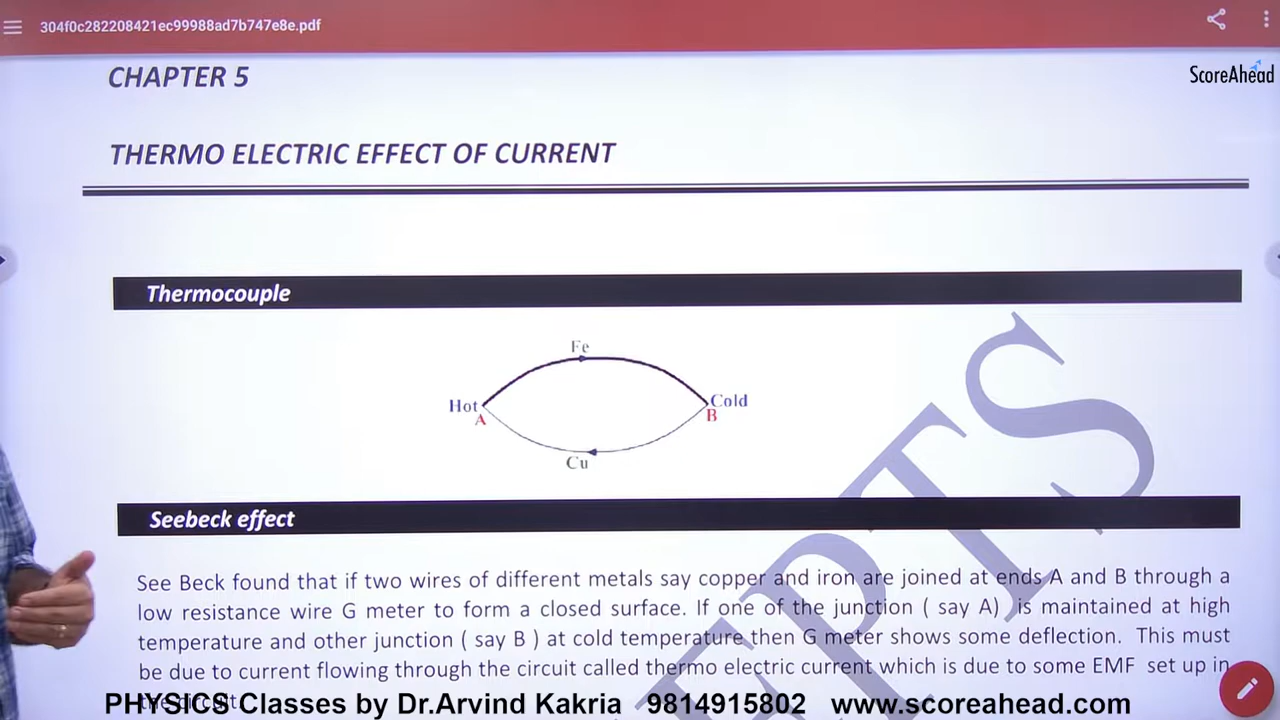 304f0c282208421ec99988ad7b747e8e.pdf
CHAPTER 5
ScoreAhead
THERMO ELECTRIC EFFECT OF CURRENT
Thermocouple
Fe
Hot
Cold
A
B
Cu
Seebeck effect
See Beck found that if two wires of different metals say copper and iron are joined at ends A and B through a
low resistance wire G meter to form a closed surface. If one of the junction ( say A) is maintained at high
temperature and other junction ( say B ) at cold temperature then G meter shows some deflection. This must
be due to current flowing through the circuit called thermo electric current which is due to some EMF set up in
the circuit.
EPTS
PHYSICS Classes by Dr.Arvind Kakria 9814915802 www.scoreahead.com